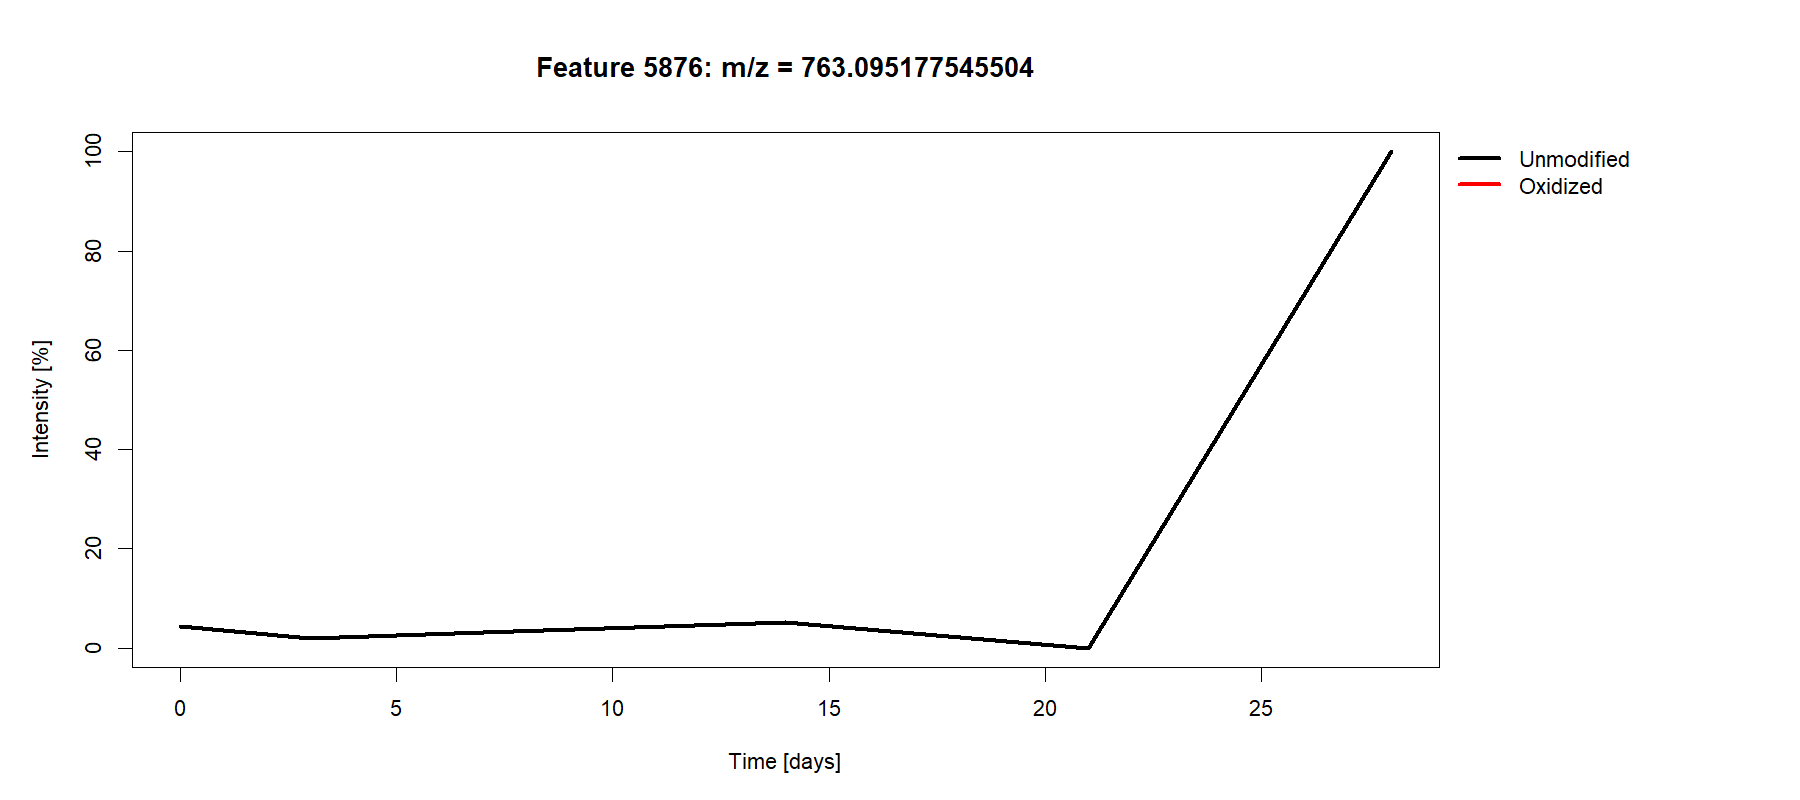 Feature 5876: m/z = 763.095177545504
Unmodified
Oxidized
Intensity [%]
100
80
60
40
20
0
0 5 10 15 20 25
Time [days]